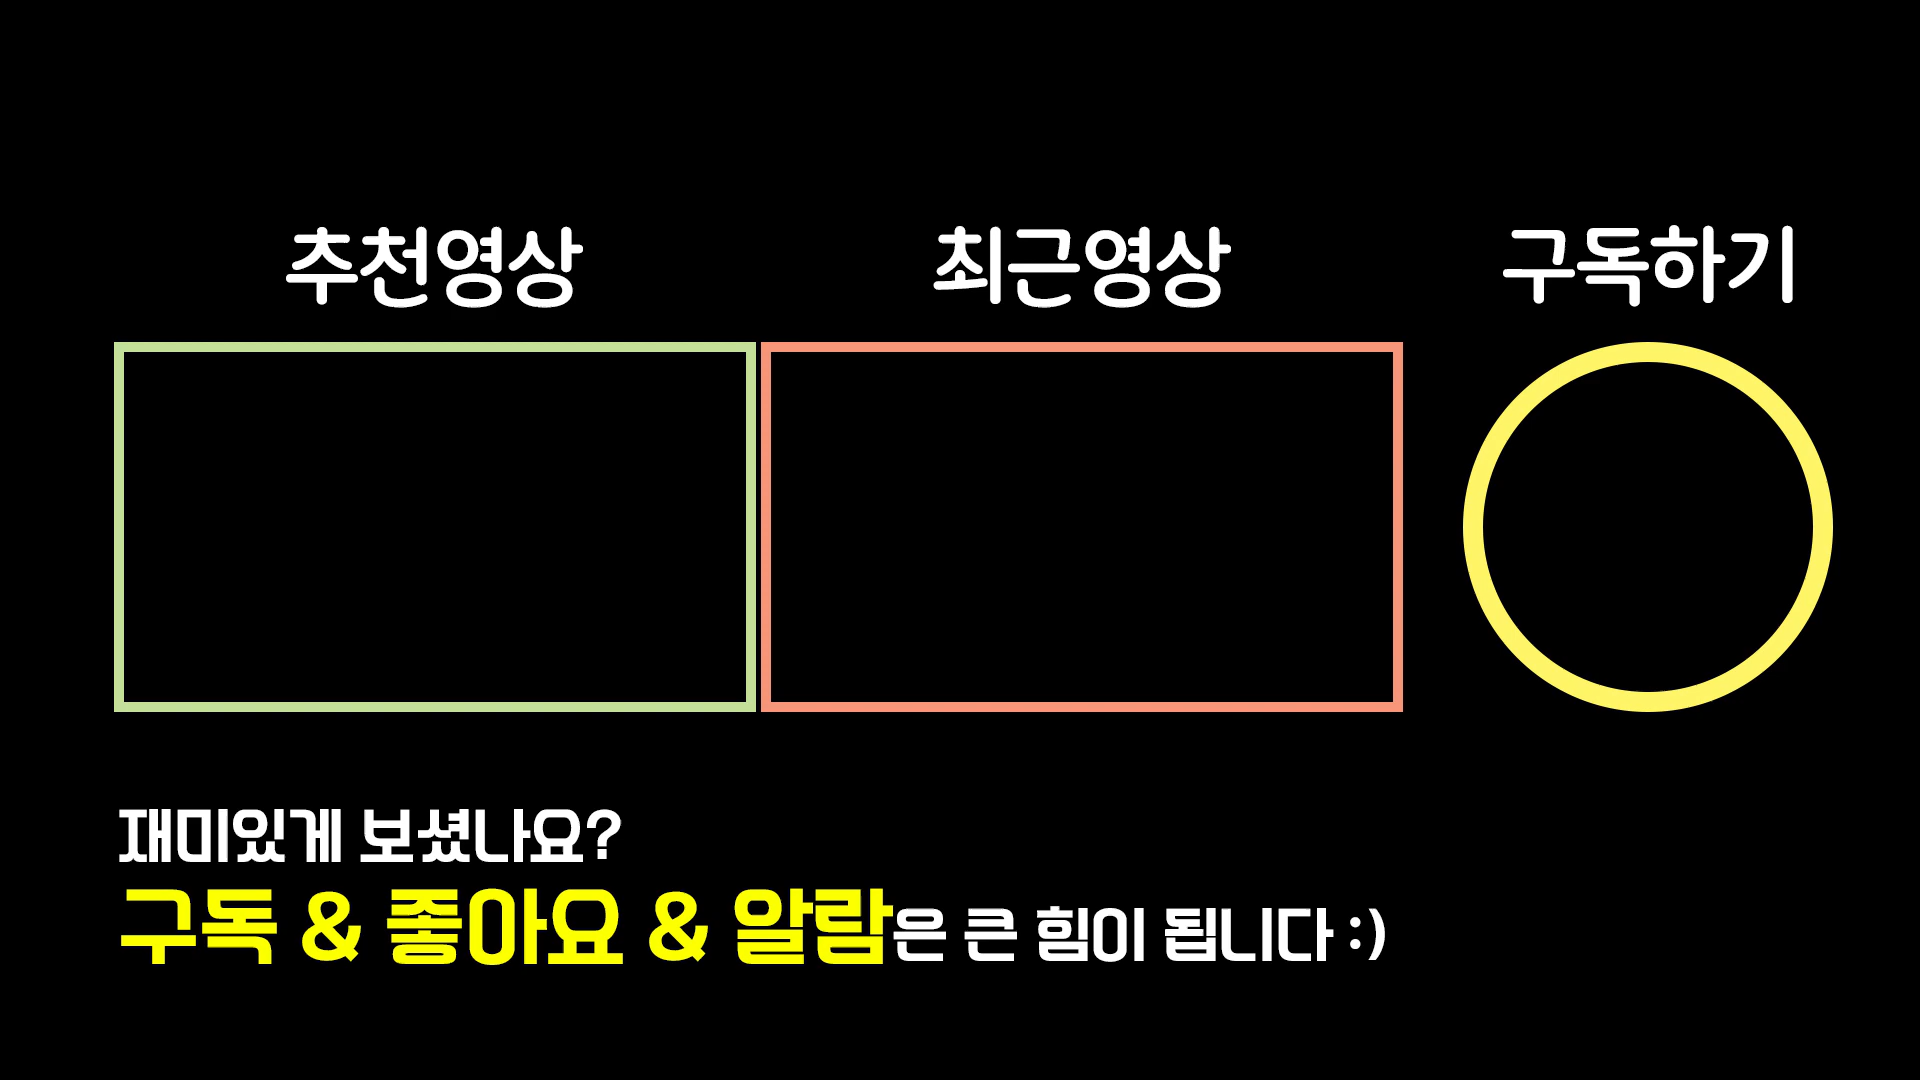 추천영상 최근영상 구독하기
재미있게 보셨나요?
구독 & 좋아요 & 알람은 큰 힘이 됩니다 :)